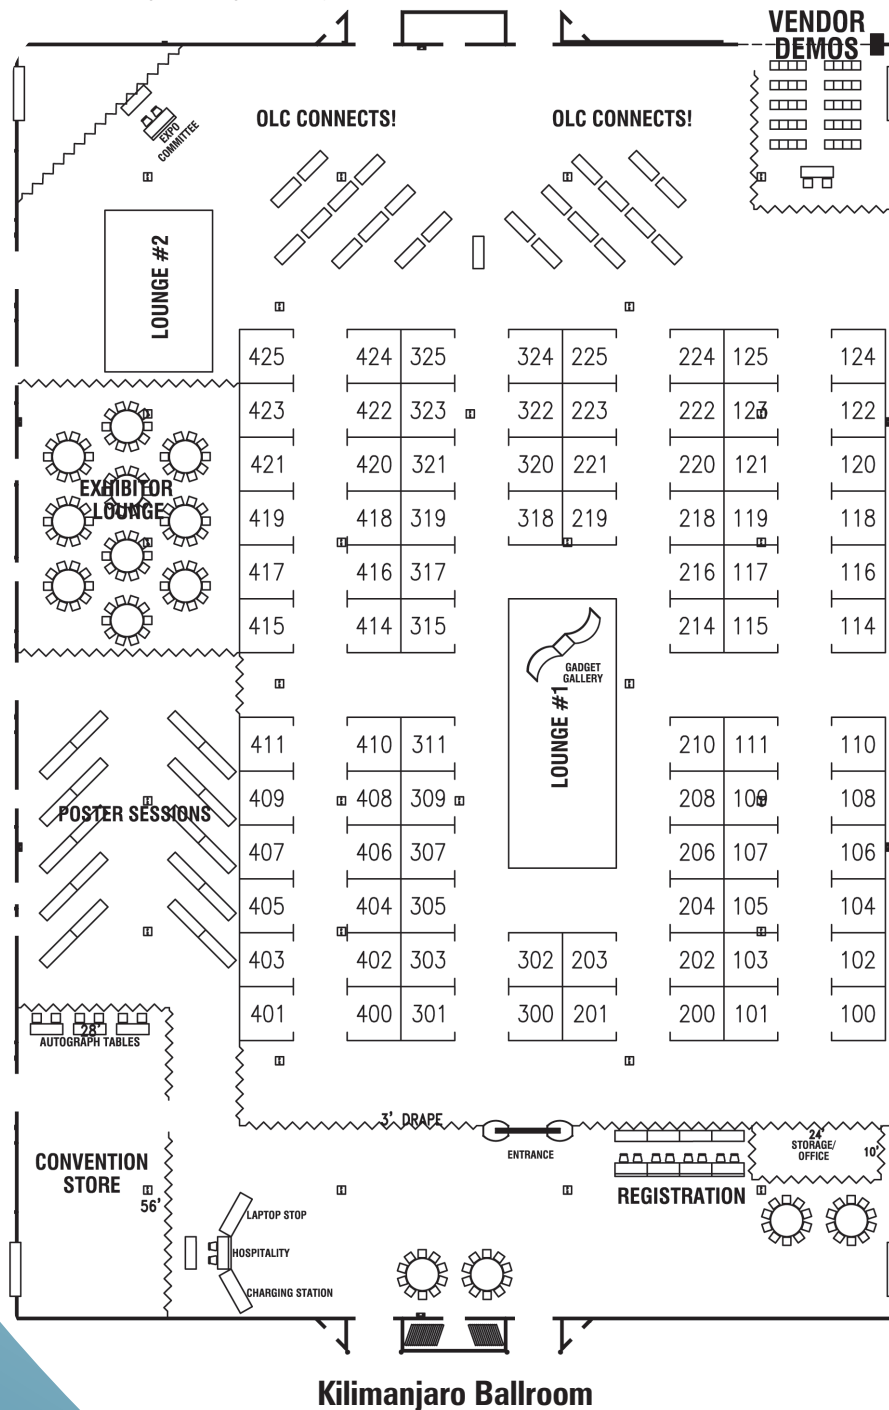 VENDOR
DEMOS
OLC CONNECTS!
OLC CONNECTS!
EXPO
COMMITTEE
LOUNGE #2
425 424 325 324 225 224 125 124
423 422 323 322 223 222 123 122
421 420 321 320 221 220 121 120
EXHIBITOR
LOUNGE
419 418 319 318 219 218 119 118
417 416 317 216 117 116
415 414 315 214 115 114
GADGET
GALLERY
LOUNGE #1
411 410 311 210 111 110
409 408 309 208 109 108
POSTER SESSIONS
407 406 307 206 107 106
405 404 305 204 105 104
403 402 303 302 203 202 103 102
401 400 301 300 201 200 101 100
28'
AUTOGRAPH TABLES
3' DRAPE
ENTRANCE
24'
STORAGE/
OFFICE
10'
CONVENTION
STORE
56'
REGISTRATION
LAPTOP STOP
HOSPITALITY
CHARGING STATION
Kilimanjaro Ballroom